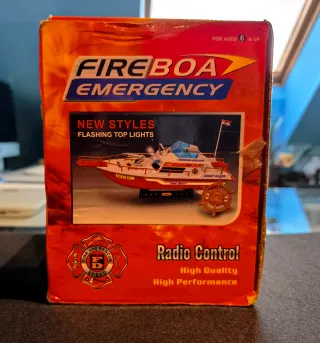 FOR AGES 6 & UP
FIREBOA
EMERGENCY
NEW STYLES
FLASHING TOP LIGHTS
Radio Control
High Quality
High Performance